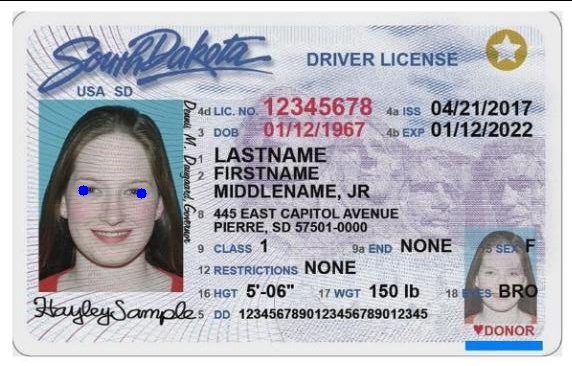 South Dakota
DRIVER LICENSE
USA SD
4d LIC. NO. 12345678 4a ISS 04/21/2017
3 DOB 01/12/1967 4b EXP 01/12/2022
1 LASTNAME
2 FIRSTNAME
MIDDLENAME, JR
8 445 EAST CAPITOL AVENUE
PIERRE, SD 57501-0000
9 CLASS 1 9a END NONE 15 SEX F
12 RESTRICTIONS NONE
16 HGT 5'-06" 17 WGT 150 lb 18 EYES BRO
5 DD 1234567890123456789012345
Dennis M. Daugaard, Governor
Hayley Sample
DONOR